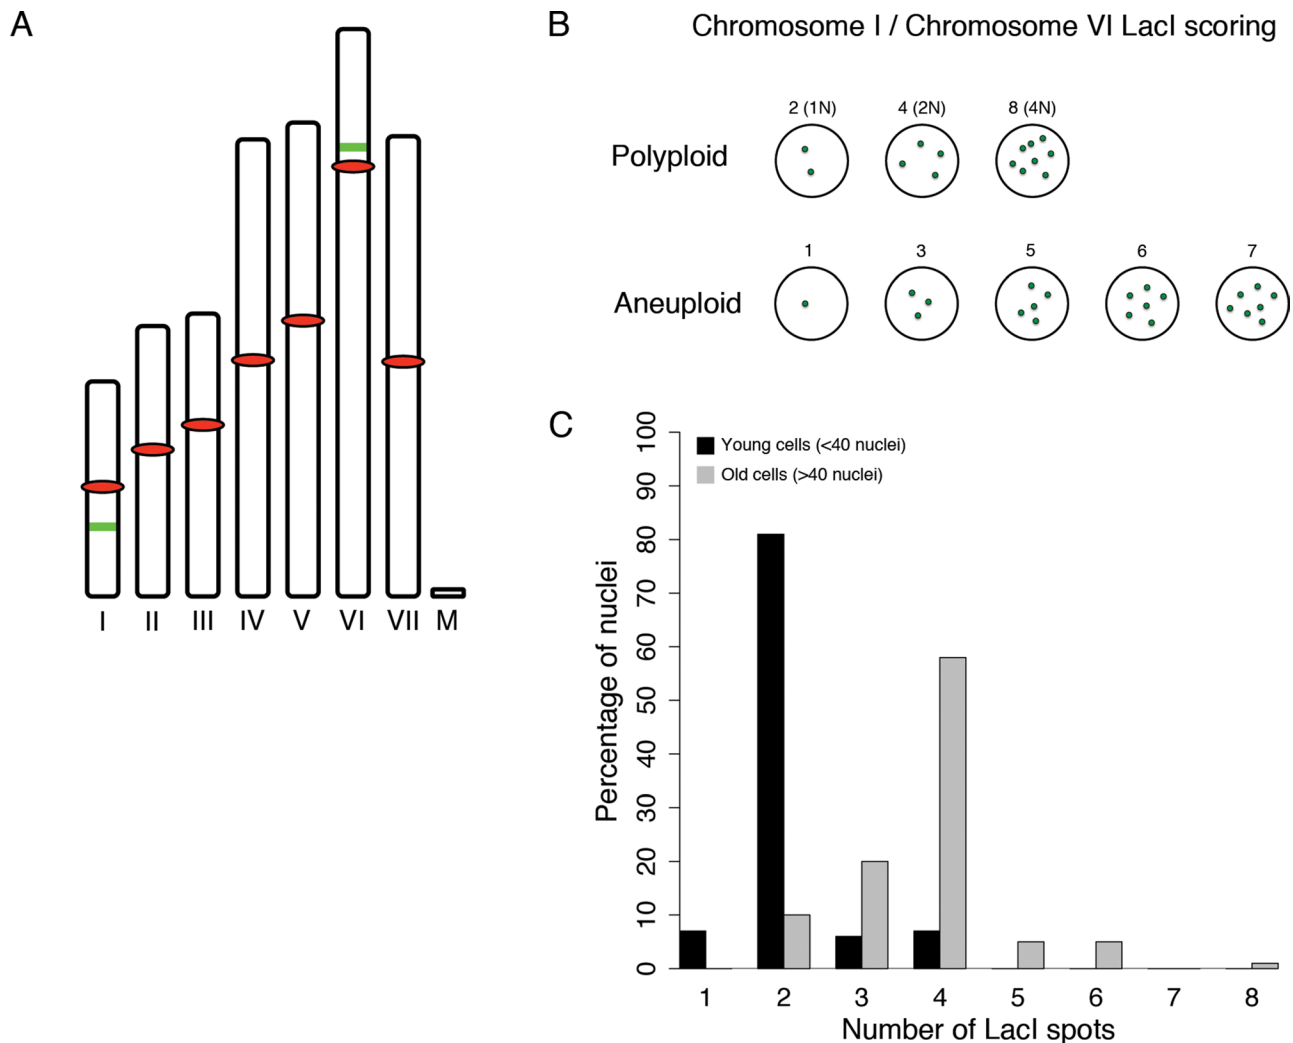 A
I II III IV V VI VII M
B
Chromosome I / Chromosome VI LacI scoring
2 (1N) 4 (2N) 8 (4N)
Polyploid
1 3 5 6 7
Aneuploid
C
Young cells (<40 nuclei)
Old cells (>40 nuclei)
Percentage of nuclei
0 10 20 30 40 50 60 70 80 90 100
1 2 3 4 5 6 7 8
Number of LacI spots